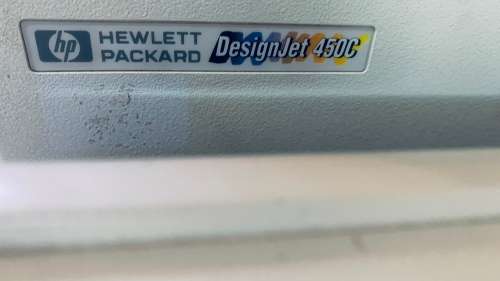 hp HEWLETT PACKARD
DesignJet 450C